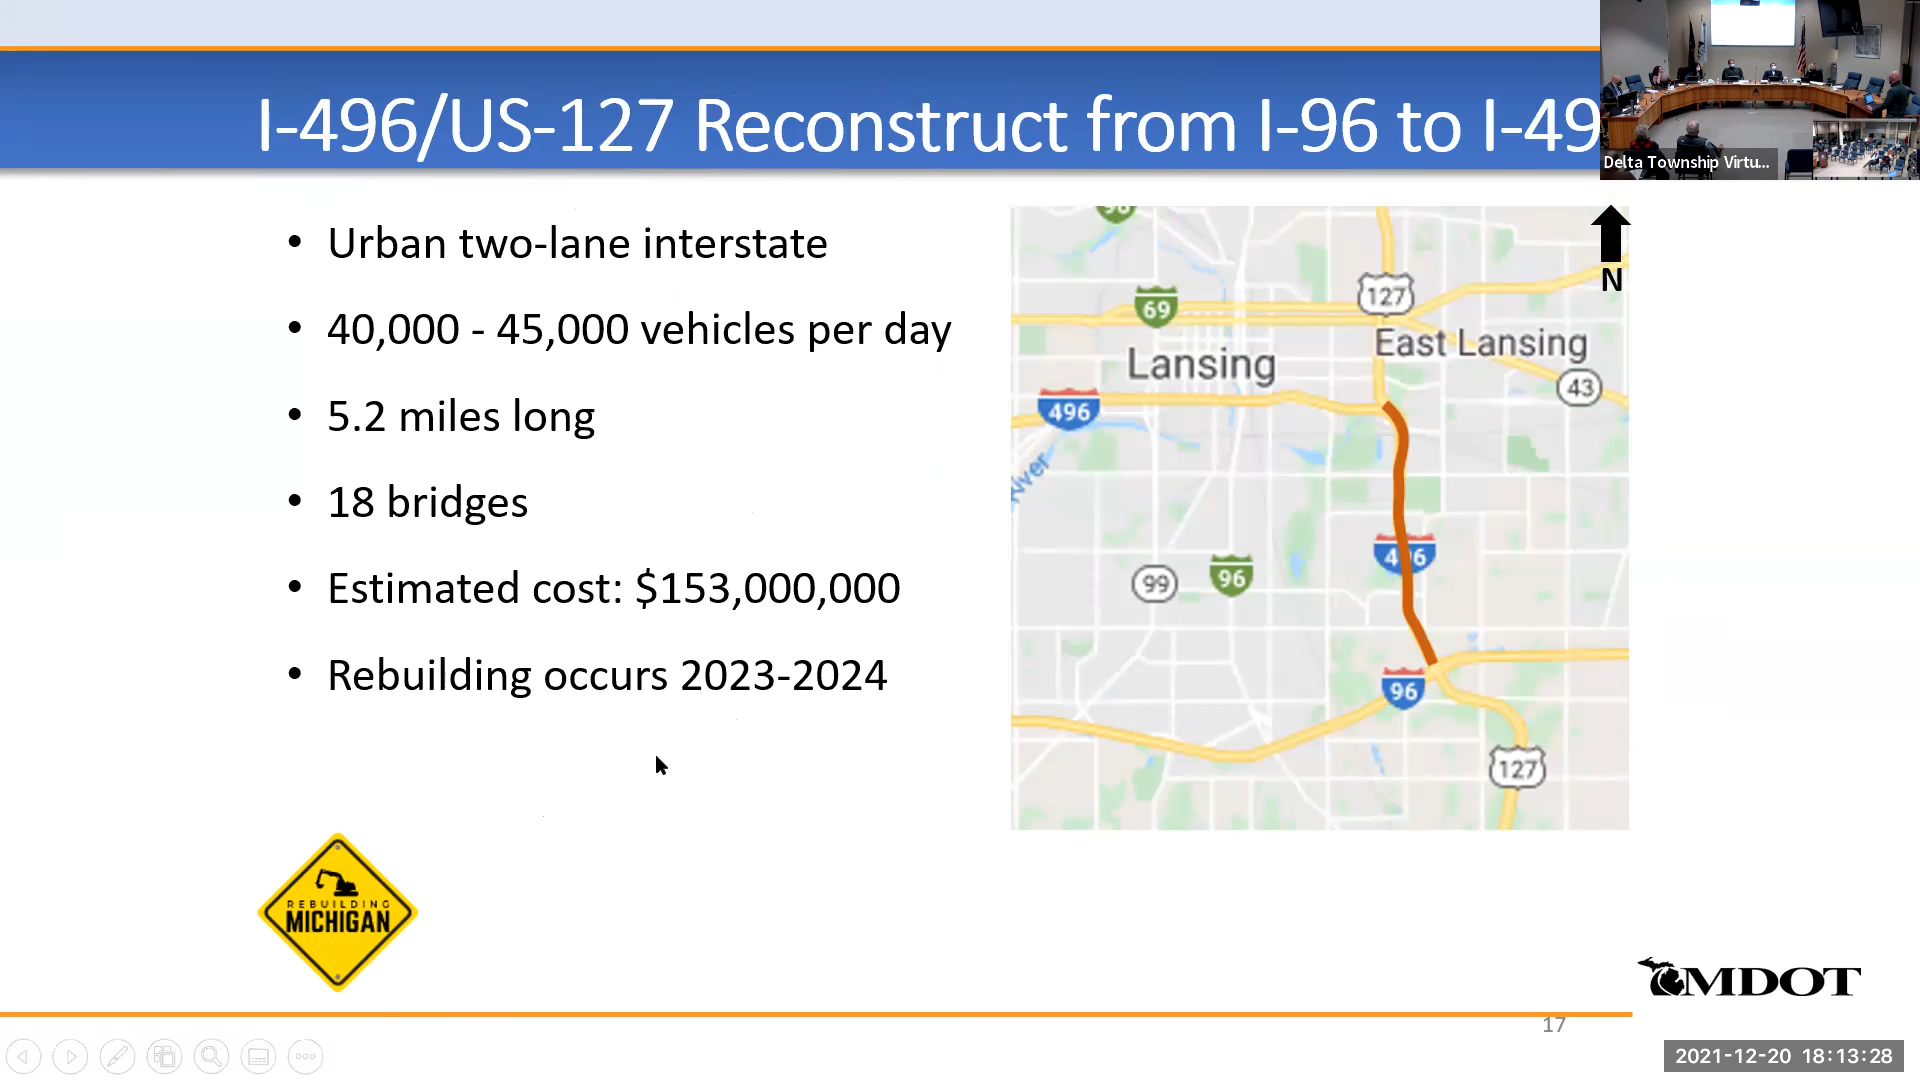 I-496/US-127 Reconstruct from I-96 to I-49
Delta Township Virtu...
• Urban two-lane interstate
• 40,000 - 45,000 vehicles per day
• 5.2 miles long
• 18 bridges
• Estimated cost: $153,000,000
• Rebuilding occurs 2023-2024
N
96
69
127
East Lansing
Lansing
43
496
River
496
99
96
96
127
REBUILDING
MICHIGAN
MDOT
17
2021-12-20 18:13:28